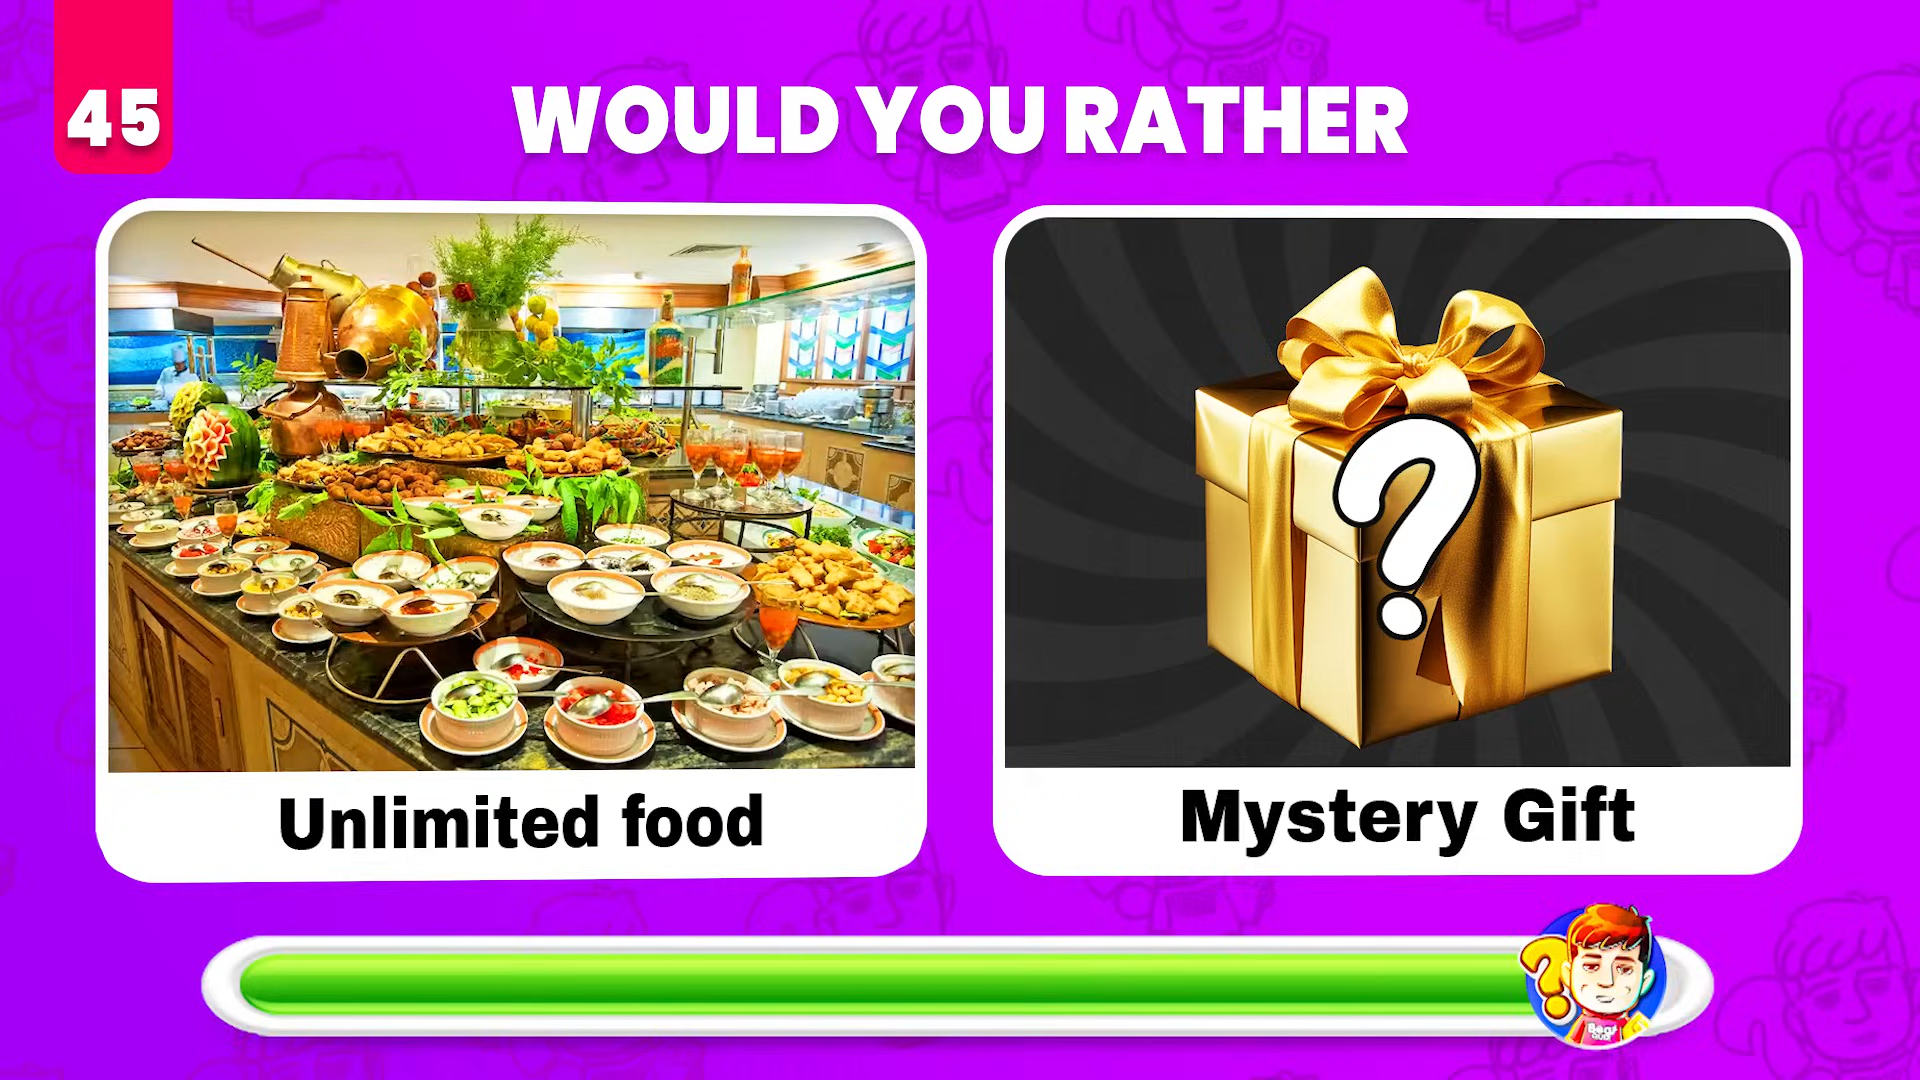 45
WOULD YOU RATHER
Unlimited food
?
Mystery Gift
?